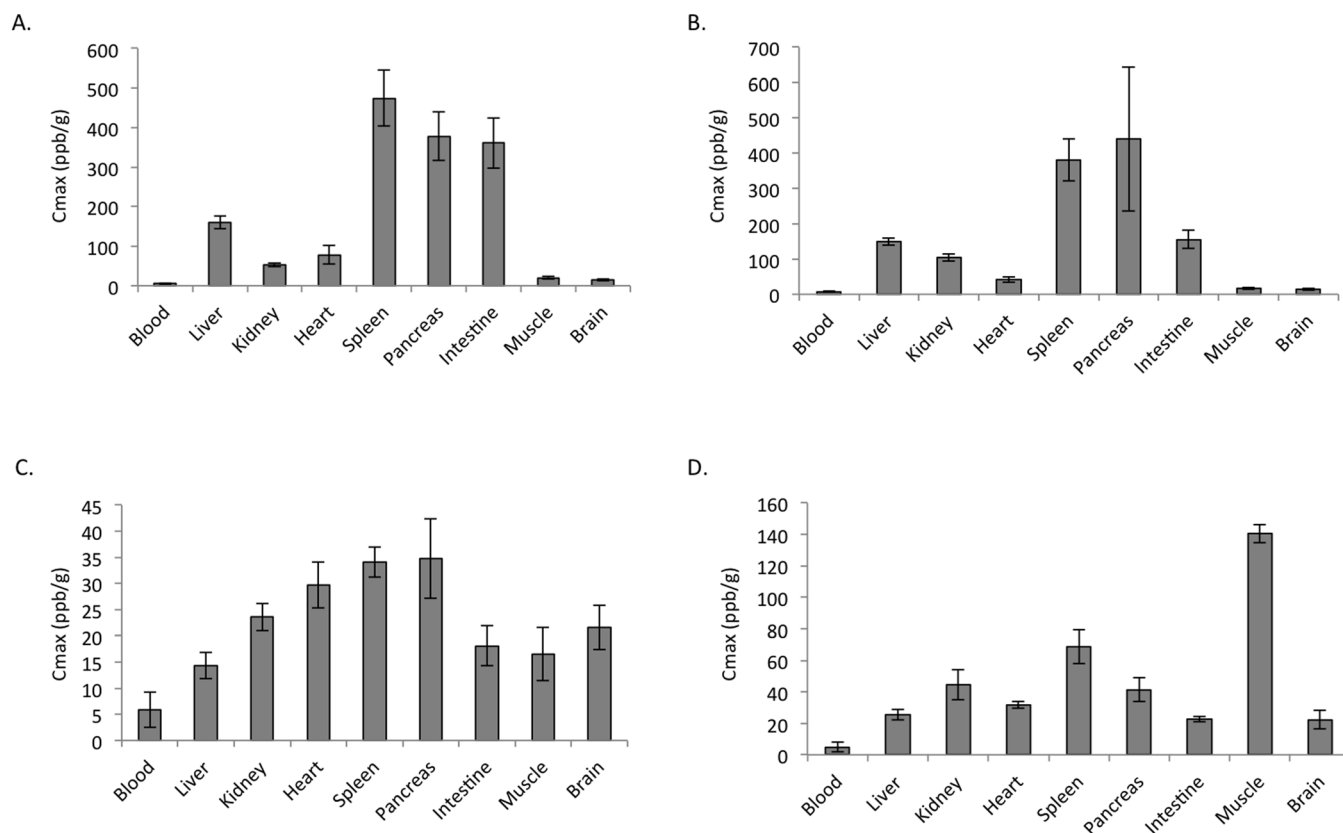 A.
Cmax (ppb/g)
600
500
400
300
200
100
0
Blood
Liver
Kidney
Heart
Spleen
Pancreas
Intestine
Muscle
Brain
B.
Cmax (ppb/g)
700
600
500
400
300
200
100
0
Blood
Liver
Kidney
Heart
Spleen
Pancreas
Intestine
Muscle
Brain
C.
Cmax (ppb/g)
45
40
35
30
25
20
15
10
5
0
Blood
Liver
Kidney
Heart
Spleen
Pancreas
Intestine
Muscle
Brain
D.
Cmax (ppb/g)
160
140
120
100
80
60
40
20
0
Blood
Liver
Kidney
Heart
Spleen
Pancreas
Intestine
Muscle
Brain